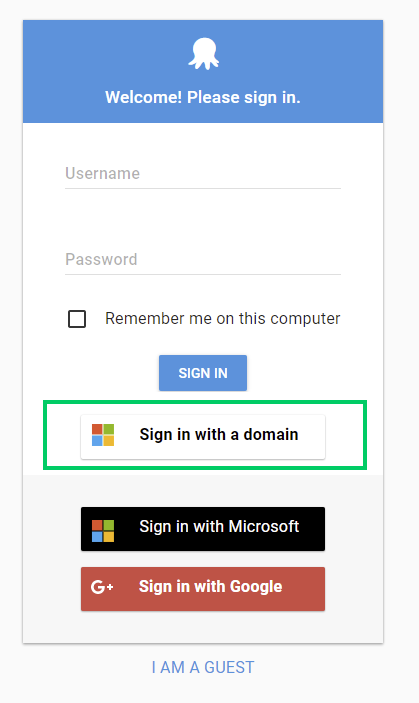 Welcome! Please sign in.
Username
Password
Remember me on this computer
SIGN IN
Sign in with a domain
Sign in with Microsoft
G+ Sign in with Google
I AM A GUEST